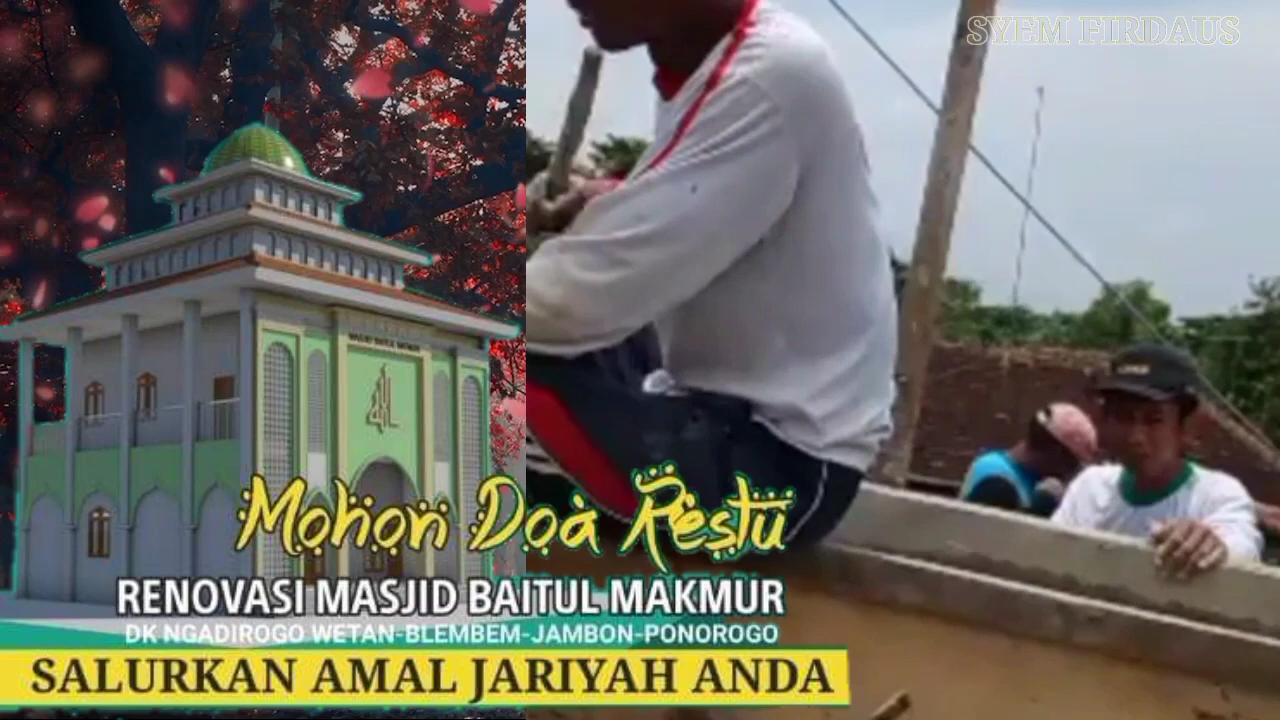 SYEM FIRDAUS
Mohon Doa Restu
RENOVASI MASJID BAITUL MAKMUR
DK NGADIROGO WETAN-BLEMBEM-JAMBON-PONOROGO
SALURKAN AMAL JARIYAH ANDA